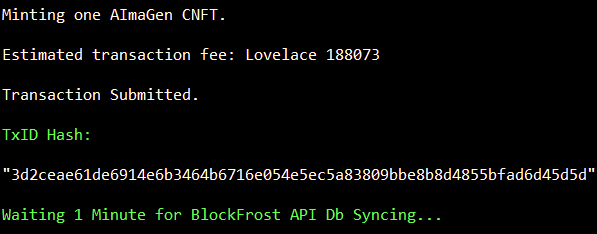 Minting one AImaGen CNFT.
Estimated transaction fee: Lovelace 188073
Transaction Submitted.
TxID Hash:
"3d2ceae61de6914e6b3464b6716e054e5ec5a83809bbe8b8d4855bfad6d45d5d"
Waiting 1 Minute for BlockFrost API Db Syncing...